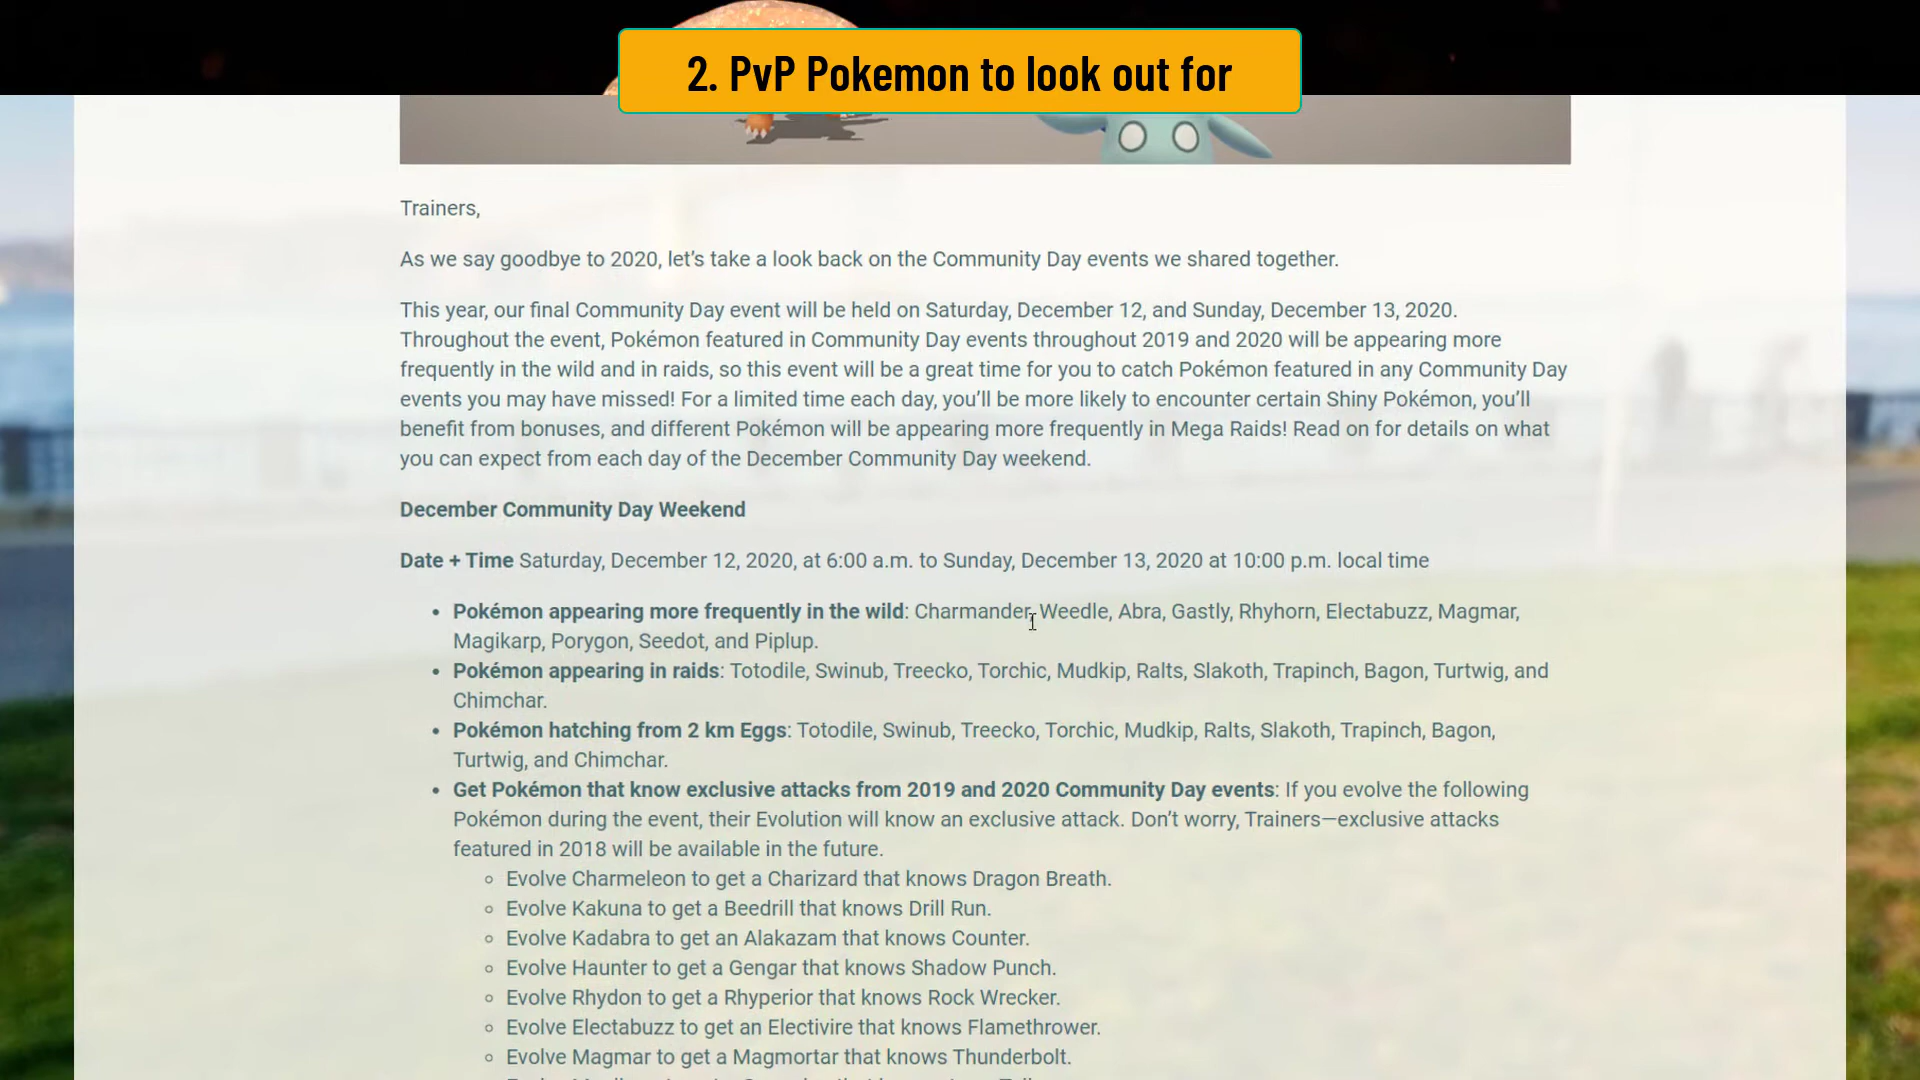 2. PvP Pokemon to look out for
Trainers,
As we say goodbye to 2020, let’s take a look back on the Community Day events we shared together.
This year, our final Community Day event will be held on Saturday, December 12, and Sunday, December 13, 2020.
Throughout the event, Pokémon featured in Community Day events throughout 2019 and 2020 will be appearing more
frequently in the wild and in raids, so this event will be a great time for you to catch Pokémon featured in any Community Day
events you may have missed! For a limited time each day, you’ll be more likely to encounter certain Shiny Pokémon, you’ll
benefit from bonuses, and different Pokémon will be appearing more frequently in Mega Raids! Read on for details on what
you can expect from each day of the December Community Day weekend.
December Community Day Weekend
Date + Time Saturday, December 12, 2020, at 6:00 a.m. to Sunday, December 13, 2020 at 10:00 p.m. local time
• Pokémon appearing more frequently in the wild: Charmander, Weedle, Abra, Gastly, Rhyhorn, Electabuzz, Magmar,
Magikarp, Porygon, Seedot, and Piplup.
• Pokémon appearing in raids: Totodile, Swinub, Treecko, Torchic, Mudkip, Ralts, Slakoth, Trapinch, Bagon, Turtwig, and
Chimchar.
• Pokémon hatching from 2 km Eggs: Totodile, Swinub, Treecko, Torchic, Mudkip, Ralts, Slakoth, Trapinch, Bagon,
Turtwig, and Chimchar.
• Get Pokémon that know exclusive attacks from 2019 and 2020 Community Day events: If you evolve the following
Pokémon during the event, their Evolution will know an exclusive attack. Don’t worry, Trainers—exclusive attacks
featured in 2018 will be available in the future.
◦ Evolve Charmeleon to get a Charizard that knows Dragon Breath.
◦ Evolve Kakuna to get a Beedrill that knows Drill Run.
◦ Evolve Kadabra to get an Alakazam that knows Counter.
◦ Evolve Haunter to get a Gengar that knows Shadow Punch.
◦ Evolve Rhydon to get a Rhyperior that knows Rock Wrecker.
◦ Evolve Electabuzz to get an Electivire that knows Flamethrower.
◦ Evolve Magmar to get a Magmortar that knows Thunderbolt.